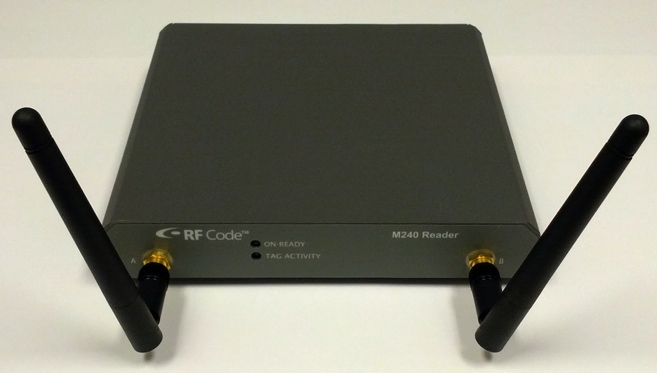 RF Code™
M240 Reader
ON-READY
TAG ACTIVITY
A
B